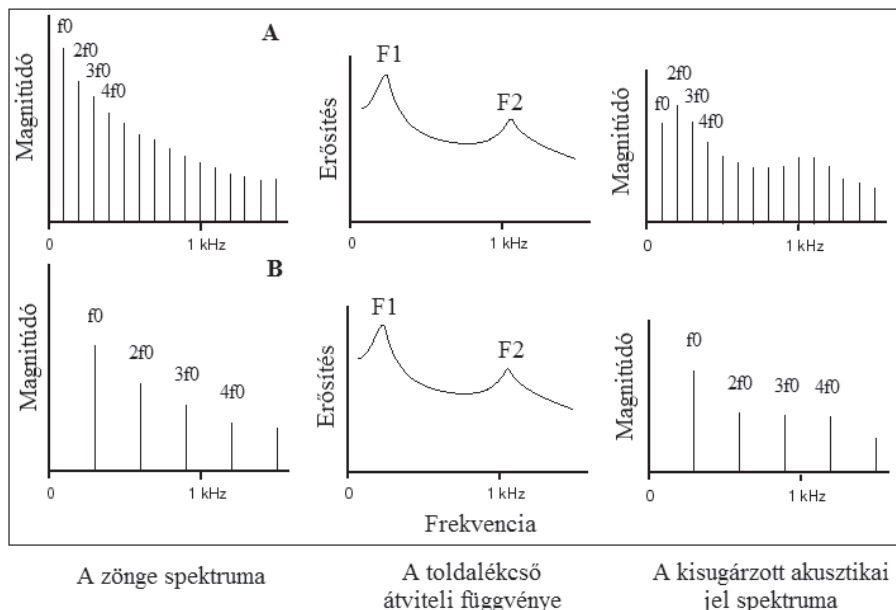 A
Magnitúdó
f0
2f0
3f0
4f0
0
1 kHz
Erősítés
F1
F2
0
1 kHz
Magnitúdó
f0
2f0
3f0
4f0
0
1 kHz
B
Magnitúdó
f0
2f0
3f0
4f0
0
1 kHz
Erősítés
F1
F2
0
1 kHz
Magnitúdó
f0
2f0
3f0
4f0
0
1 kHz
Frekvencia
A zönge spektruma
A toldalékcső
átviteli függvénye
A kisugárzott akusztikai
jel spektruma